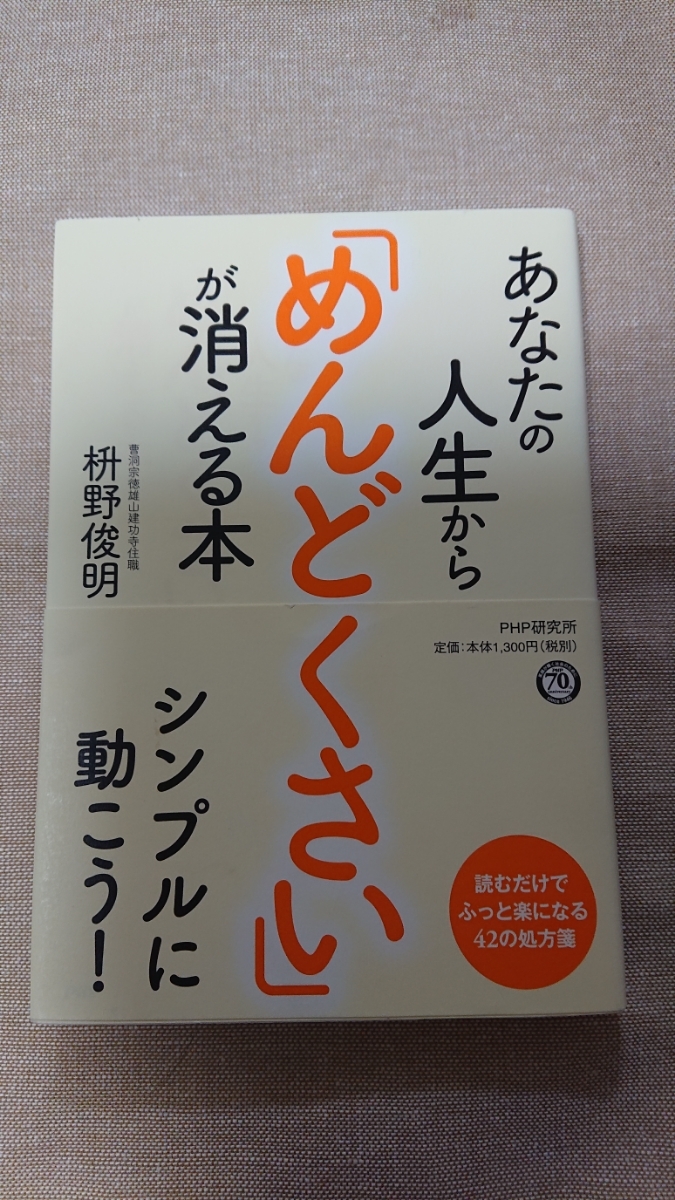 あなたの
人生から
「めんどくさい」
が消える本
曹洞宗徳雄山建功寺住職
枡野俊明
PHP研究所
定価：本体1,300円（税別）
70
シンプルに
動こう！
読むだけで
ふっと楽になる
42の処方箋